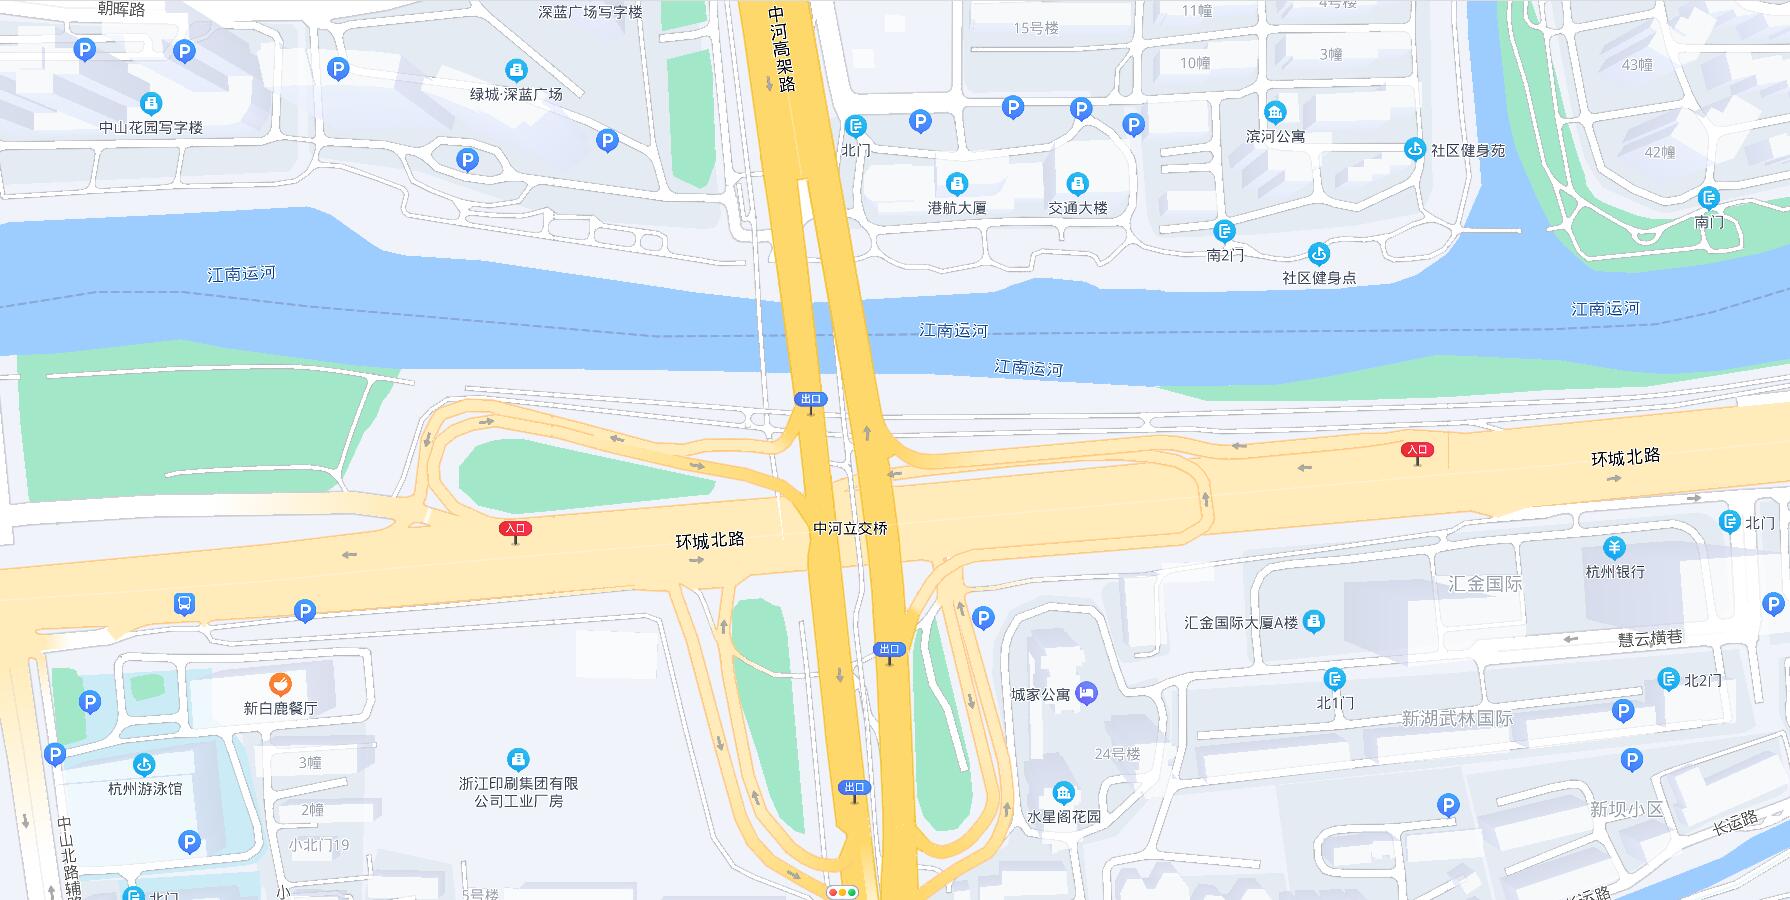 朝晖路
深蓝广场写字楼
中河高架路
11幢
4号楼
15号楼
3幢
10幢
43幢
P
P
P
绿城·深蓝广场
中山花园写字楼
P
P
P
P
P
P
北门
滨河公寓
社区健身苑
42幢
港航大厦
交通大楼
南门
南2门
社区健身点
江南运河
江南运河
江南运河
江南运河
出口
入口
环城北路
入口
环城北路
中河立交桥
北门
杭州银行
汇金国际
P
P
P
汇金国际大厦A楼
慧云横巷
出口
新白鹿餐厅
P
城家公寓
北1门
北2门
新湖武林国际
P
P
3幢
杭州游泳馆
浙江印刷集团有限
公司工业厂房
24号楼
P
出口
2幢
水星阁花园
P
新坝小区
长运路
中山北路辅路
P
小北门19
北门
小
5号楼
长运路